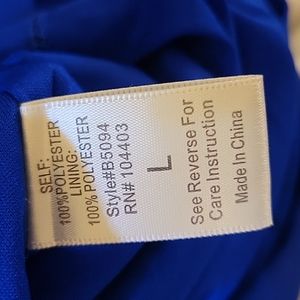 SELF:
100%POLYESTER
LINING:
100%POLYESTER
Style#B5094
RN# 104403
L
See Reverse For
Care Instruction
Made In China